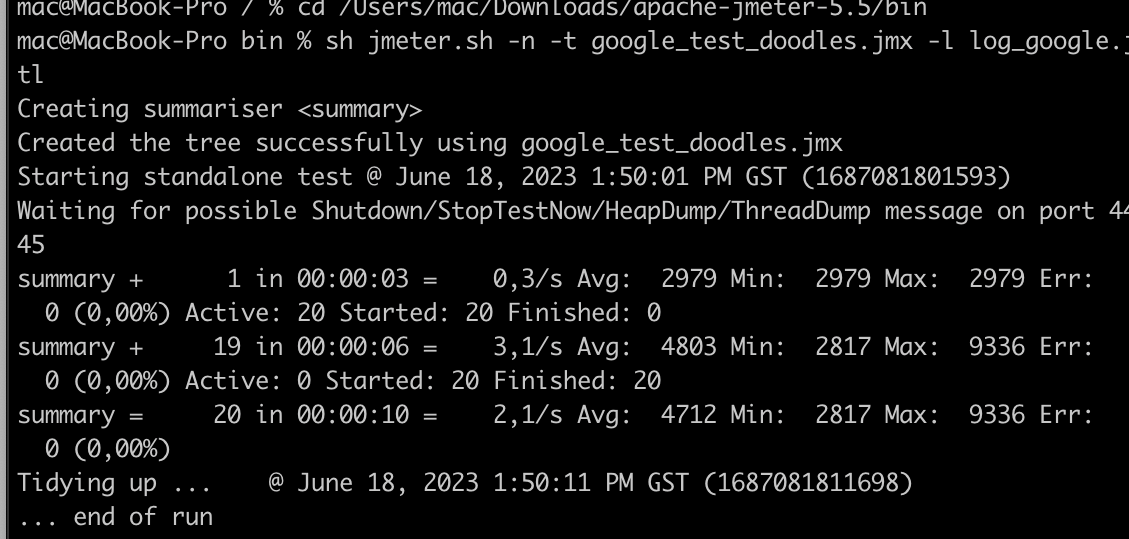 mac@MacBook-Pro / % cd /Users/mac/Downloads/apache-jmeter-5.5/bin
mac@MacBook-Pro bin % sh jmeter.sh -n -t google_test_doodles.jmx -l log_google.j
tl
Creating summariser <summary>
Created the tree successfully using google_test_doodles.jmx
Starting standalone test @ June 18, 2023 1:50:01 PM GST (1687081801593)
Waiting for possible Shutdown/StopTestNow/HeapDump/ThreadDump message on port 44
45
summary +      1 in 00:00:03 =    0,3/s Avg:  2979 Min:  2979 Max:  2979 Err:
  0 (0,00%) Active: 20 Started: 20 Finished: 0
summary +     19 in 00:00:06 =    3,1/s Avg:  4803 Min:  2817 Max:  9336 Err:
  0 (0,00%) Active: 0 Started: 20 Finished: 20
summary =     20 in 00:00:10 =    2,1/s Avg:  4712 Min:  2817 Max:  9336 Err:
  0 (0,00%)
Tidying up ...    @ June 18, 2023 1:50:11 PM GST (1687081811698)
... end of run